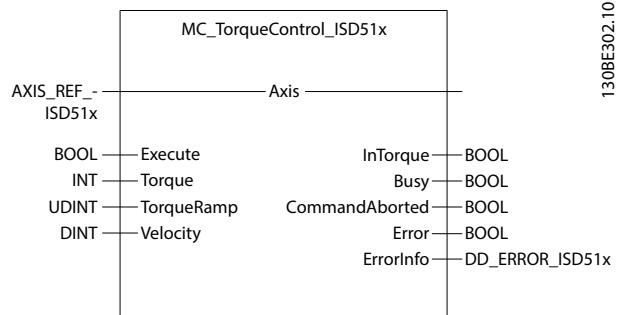 MC_TorqueControl_ISD51x
130BE302.10
AXIS_REF_-
ISD51x
Axis
BOOL Execute InTorque BOOL
INT Torque Busy BOOL
UDINT TorqueRamp CommandAborted BOOL
DINT Velocity Error BOOL
ErrorInfo DD_ERROR_ISD51x